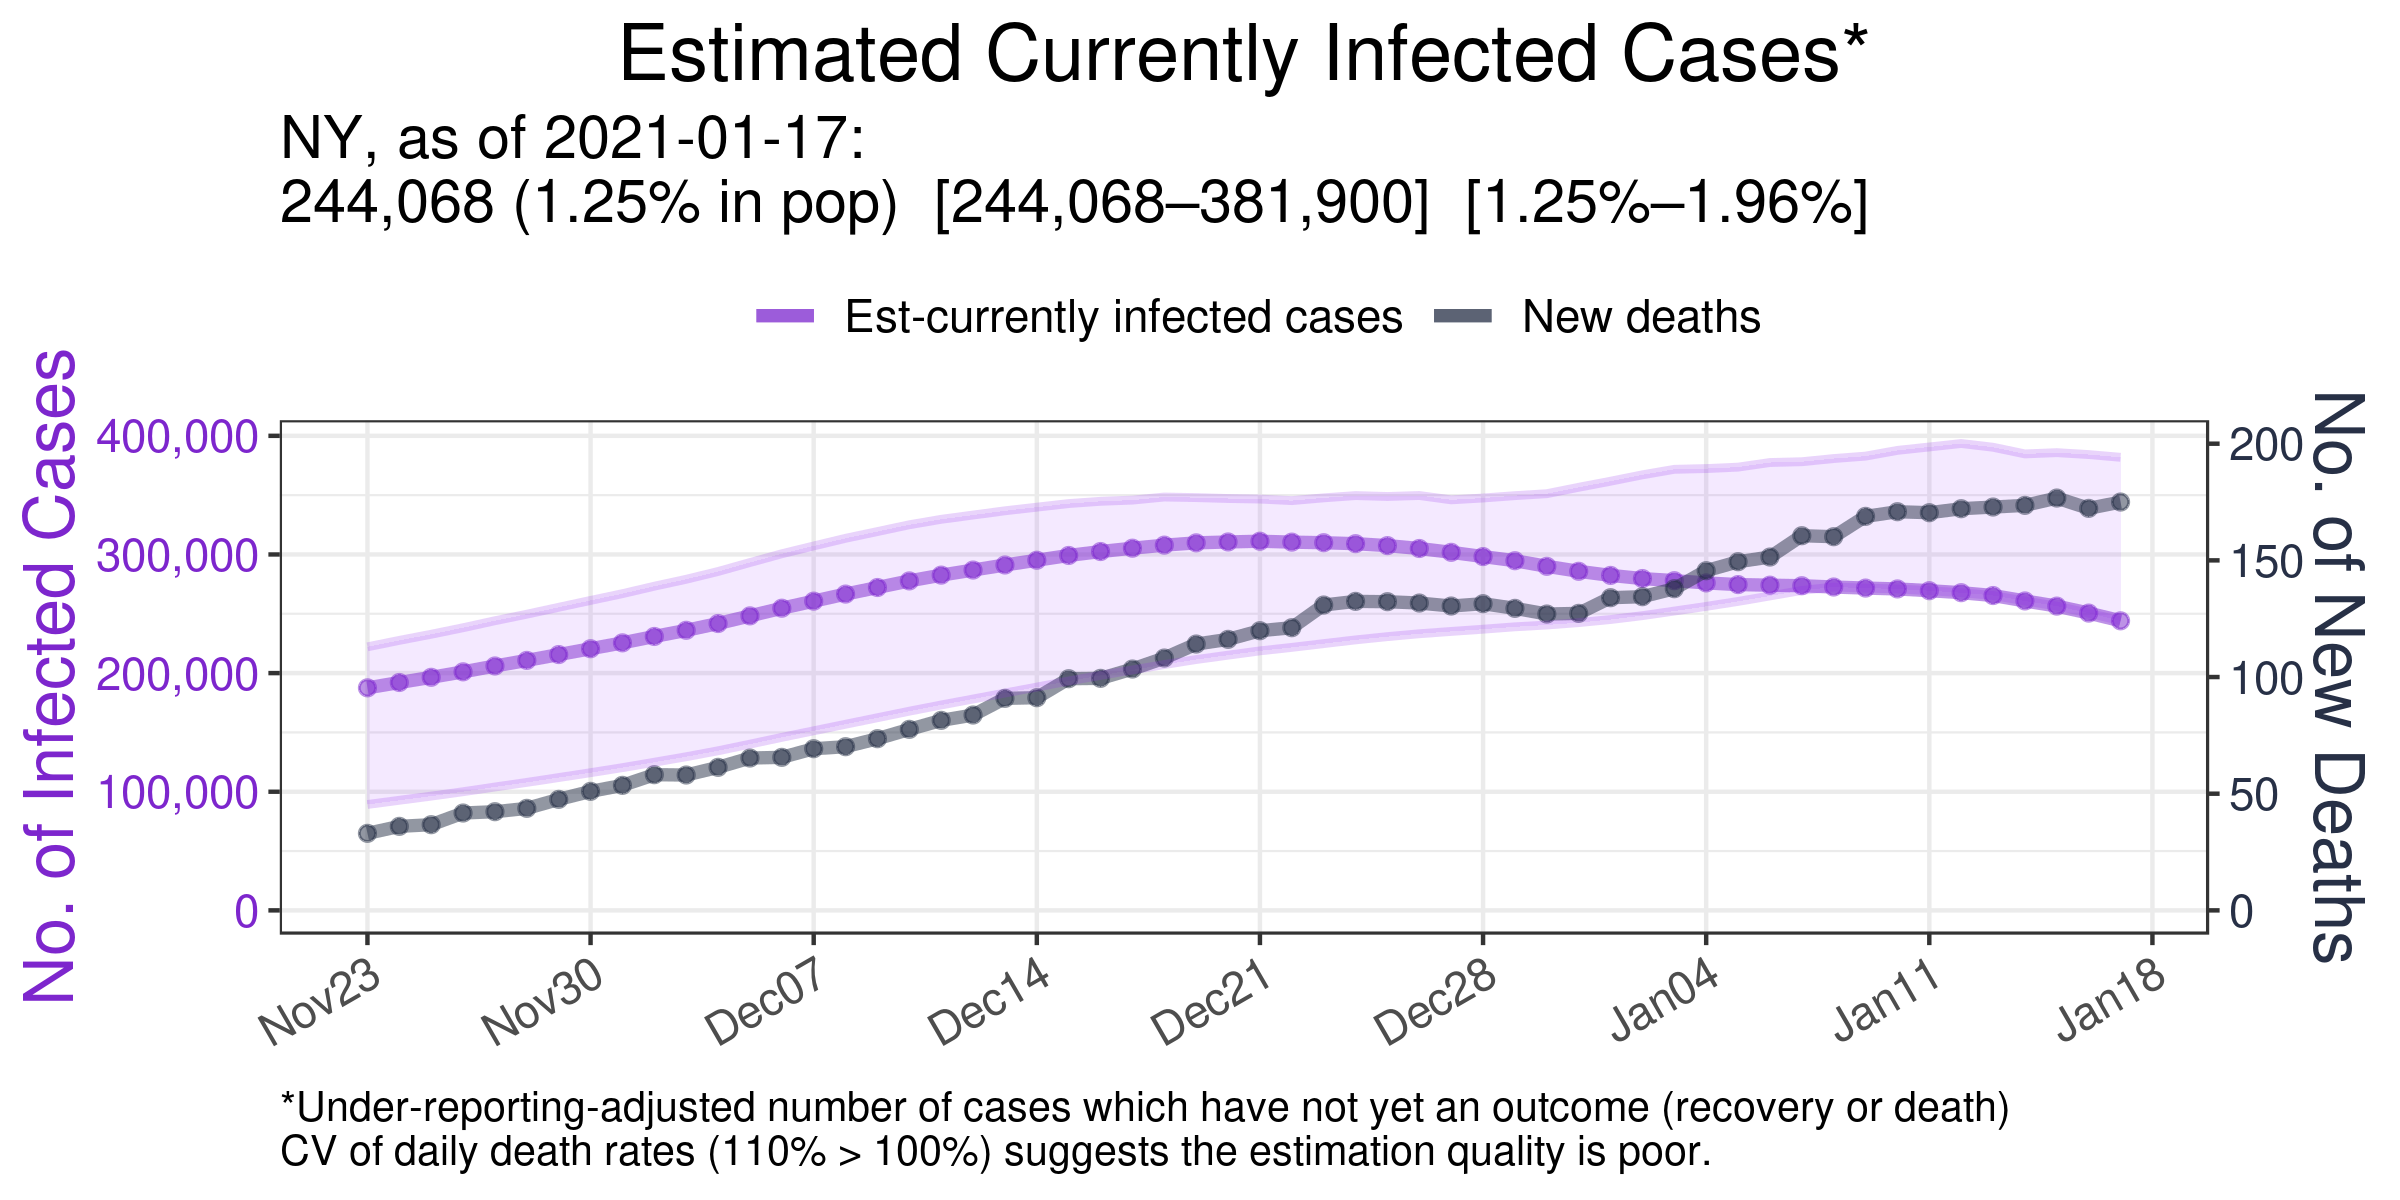 Estimated Currently Infected Cases*
NY, as of 2021-01-17:
244,068 (1.25% in pop)  [244,068–381,900]  [1.25%–1.96%]
Est-currently infected cases
New deaths
No. of Infected Cases
400,000
300,000
200,000
100,000
0
200
150
100
50
0
No. of New Deaths
Nov23
Nov30
Dec07
Dec14
Dec21
Dec28
Jan04
Jan11
Jan18
*Under-reporting-adjusted number of cases which have not yet an outcome (recovery or death)
CV of daily death rates (110% > 100%) suggests the estimation quality is poor.